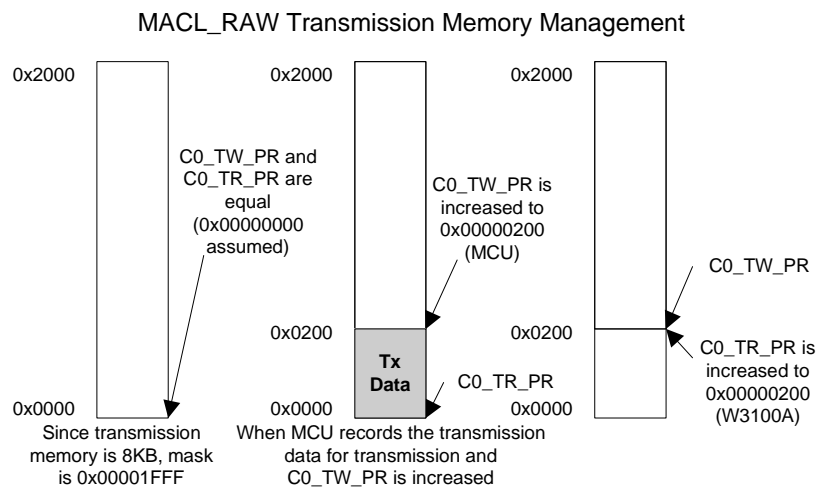 MACL_RAW Transmission Memory Management
0x2000
C0_TW_PR and
C0_TR_PR are
equal
(0x00000000
assumed)
0x0000
Since transmission
memory is 8KB, mask
is 0x00001FFF
0x2000
C0_TW_PR is
increased to
0x00000200
(MCU)
0x0200
Tx
Data
C0_TR_PR
0x0000
When MCU records the transmission
data for transmission and
C0_TW_PR is increased
0x2000
C0_TW_PR
0x0200
C0_TR_PR is
increased to
0x00000200
(W3100A)
0x0000